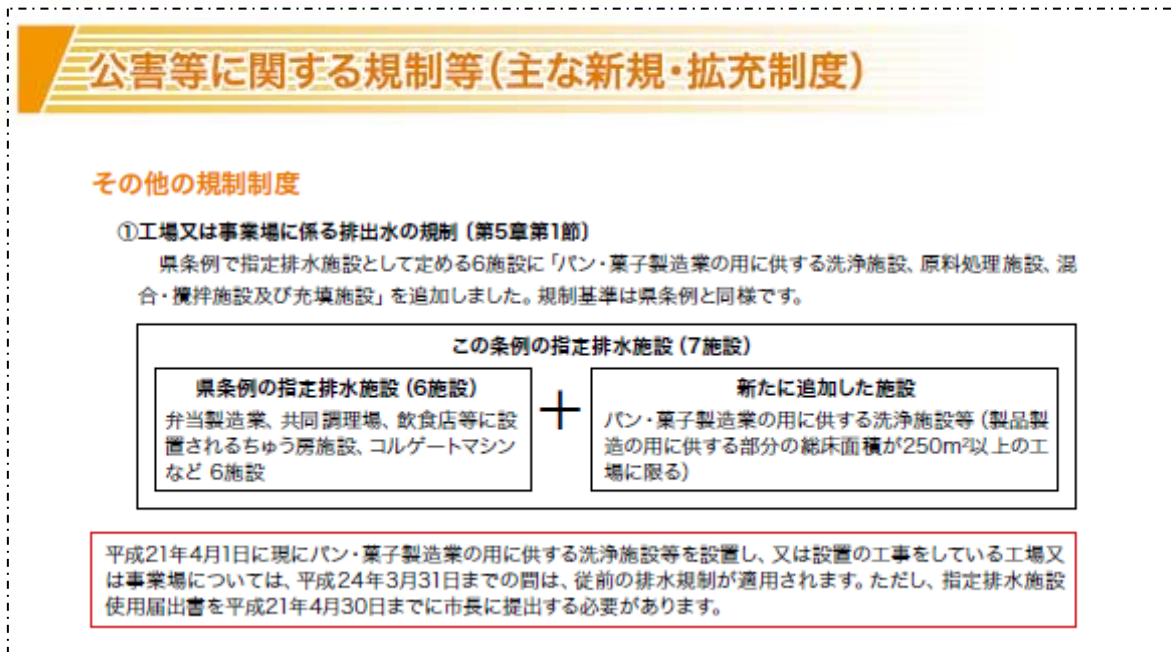 公害等に関する規制等(主な新規・拡充制度)
その他の規制制度
①工場又は事業場に係る排出水の規制(第5章第1節)
県条例で指定排水施設として定める6施設に「パン・菓子製造業の用に供する洗浄施設、原料処理施設、混
合・攪拌施設及び充填施設」を追加しました。規制基準は県条例と同様です。
この条例の指定排水施設(7施設)
県条例の指定排水施設(6施設)
弁当製造業、共同調理場、飲食店等に設
置されるちゅう房施設、コルゲートマシン
など 6施設
+
新たに追加した施設
パン・菓子製造業の用に供する洗浄施設等(製品製
造の用に供する部分の総床面積が250m²以上の工
場に限る)
平成21年4月1日に現にパン・菓子製造業の用に供する洗浄施設等を設置し、又は設置の工事をしている工場又
は事業場については、平成24年3月31日までの間は、従前の排水規制が適用されます。ただし、指定排水施設
使用届出書を平成21年4月30日までに市長に提出する必要があります。